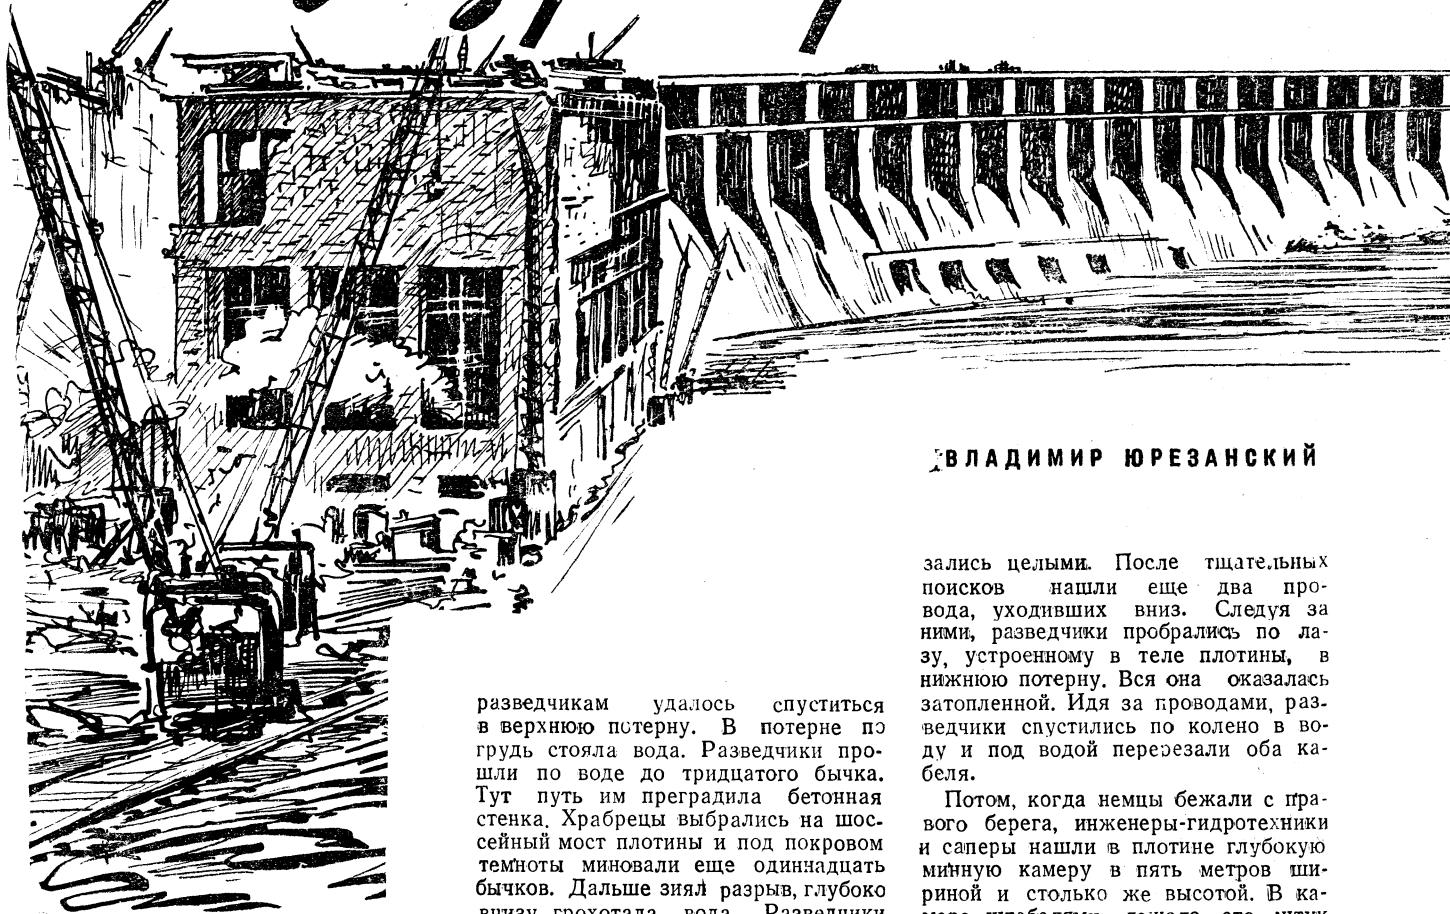 ВЛАДИМИР ЮРЕЗАНСКИЙ
разведчикам удалось спуститься
в верхнюю потерну. В потерне по
грудь стояла вода. Разведчики про-
шли по воде до тридцатого бычка.
Тут путь им преградила бетонная
стенка. Храбрецы выбрались на шос-
сейный мост плотины и под покровом
темноты миновали еще одиннадцать
бычков. Дальше зиял разрыв, глубоко
внизу грохотала вода. Разведчики
зались целыми. После тщательных
поисков нашли еще два про-
вода, уходивших вниз. Следуя за
ними, разведчики пробрались по ла-
зу, устроенному в теле плотины, в
нижнюю потерну. Вся она оказалась
затопленной. Идя за проводами, раз-
ведчики спустились по колено в во-
ду и под водой перерезали оба ка-
беля.
Потом, когда немцы бежали с пра-
вого берега, инженеры-гидротехники
и саперы нашли в плотине глубокую
минную камеру в пять метров ши-
риной и столько же высотой. В ка-